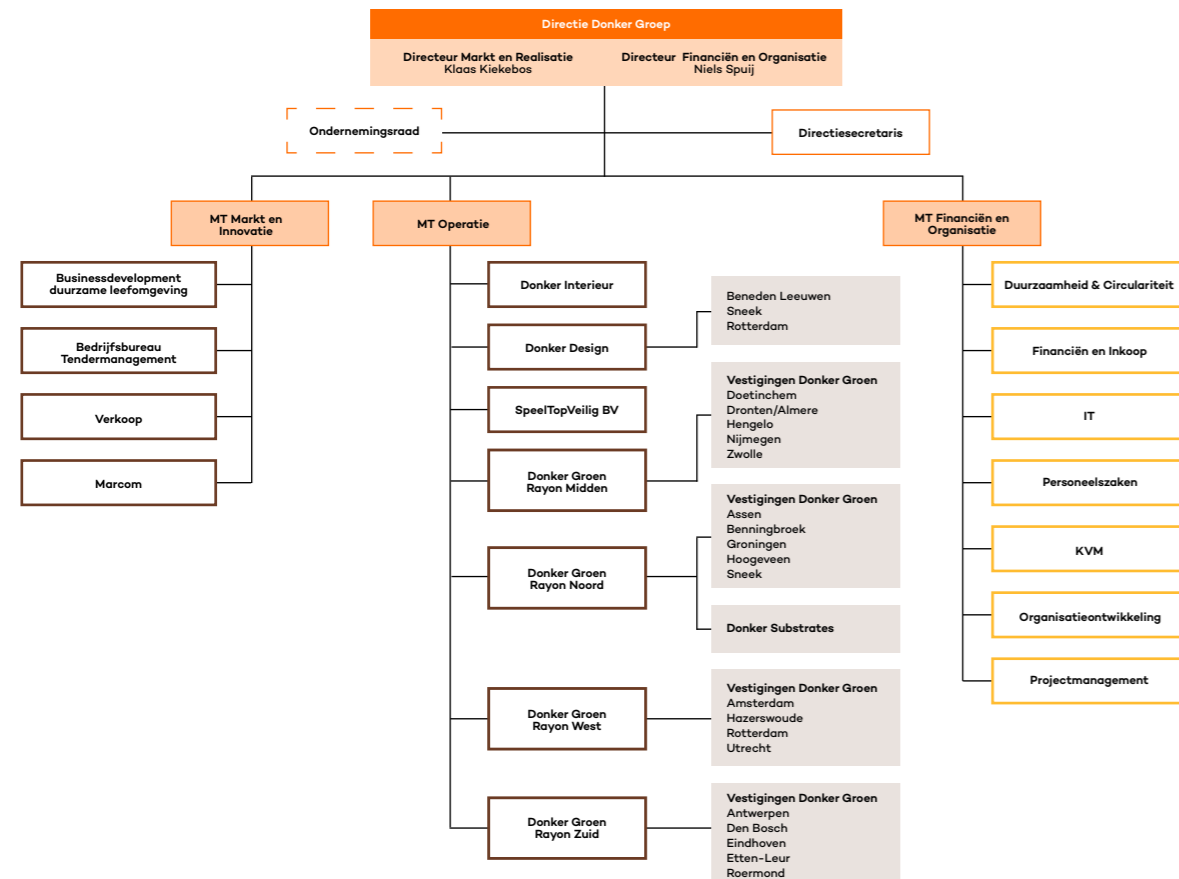 Directie Donker Groep
Directeur Markt en Realisatie
Klaas Kiekebos
Directeur Financiën en Organisatie
Niels Spuij
Ondernemingsraad
Directiesecretaris
MT Markt en
Innovatie
MT Operatie
MT Financiën en
Organisatie
Businessdevelopment
duurzame leefomgeving
Bedrijfsbureau
Tendermanagement
Verkoop
Marcom
Donker Interieur
Donker Design
Beneden Leeuwen
Sneek
Rotterdam
SpeelTopVeilig BV
Donker Groen
Rayon Midden
Vestigingen Donker Groen
Doetinchem
Dronten/Almere
Hengelo
Nijmegen
Zwolle
Donker Groen
Rayon Noord
Vestigingen Donker Groen
Assen
Benningbroek
Groningen
Hoogeveen
Sneek
Donker Substrates
Donker Groen
Rayon West
Vestigingen Donker Groen
Amsterdam
Hazerswoude
Rotterdam
Utrecht
Donker Groen
Rayon Zuid
Vestigingen Donker Groen
Antwerpen
Den Bosch
Eindhoven
Etten-Leur
Roermond
Duurzaamheid & Circulariteit
Financiën en Inkoop
IT
Personeelszaken
KVM
Organisatieontwikkeling
Projectmanagement